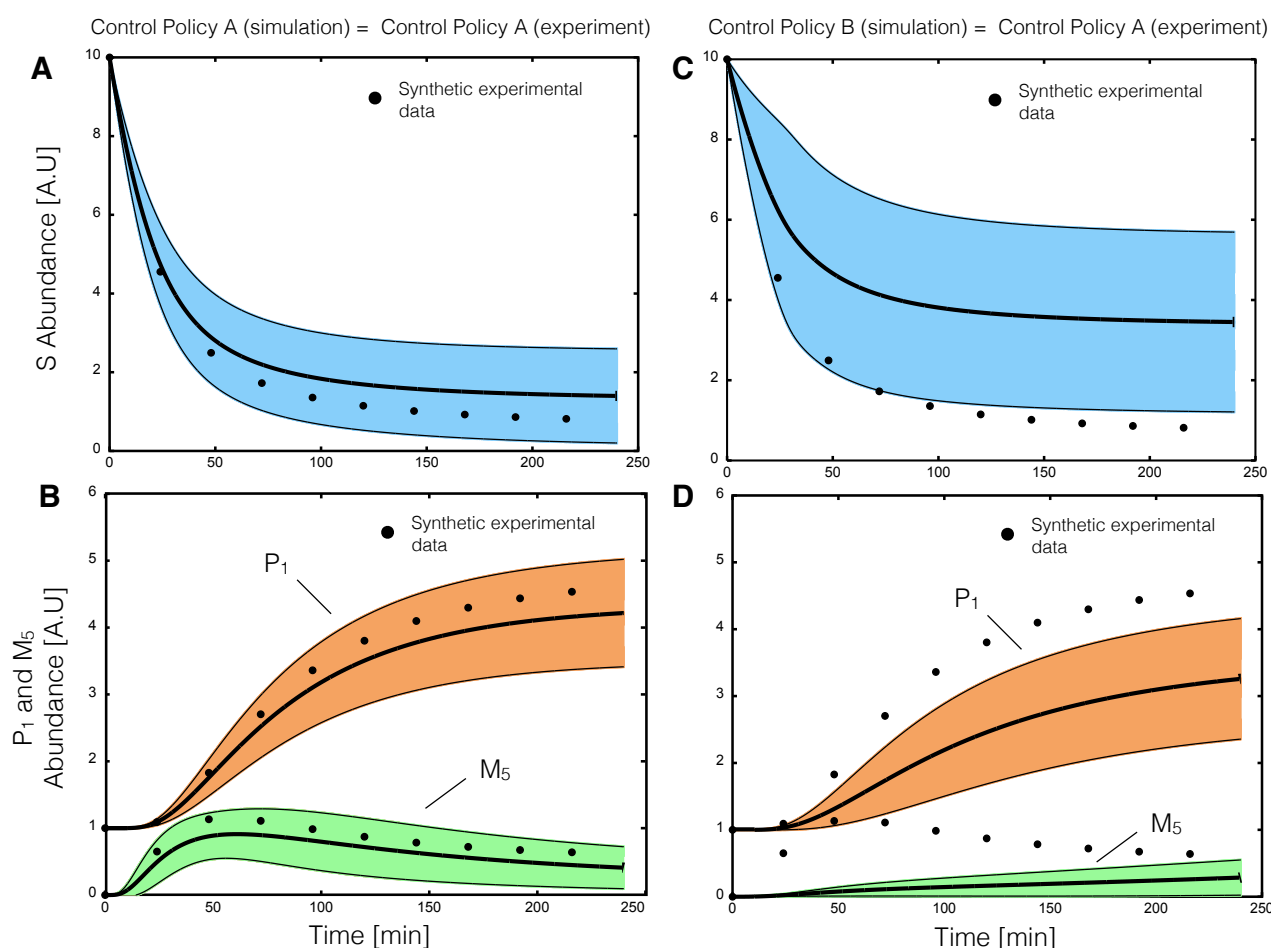 Control Policy A (simulation) = Control Policy A (experiment)
Control Policy B (simulation) = Control Policy A (experiment)
A
Synthetic experimental
data
S Abundance [A.U]
10
8
6
4
2
0
0
50
100
150
200
250
C
Synthetic experimental
data
10
8
6
4
2
0
0
50
100
150
200
250
B
Synthetic experimental
data
P1
M5
P1 and M5
Abundance [A.U]
6
5
4
3
2
1
0
0
50
100
150
200
250
Time [min]
D
Synthetic experimental
data
P1
M5
6
5
4
3
2
1
0
0
50
100
150
200
250
Time [min]